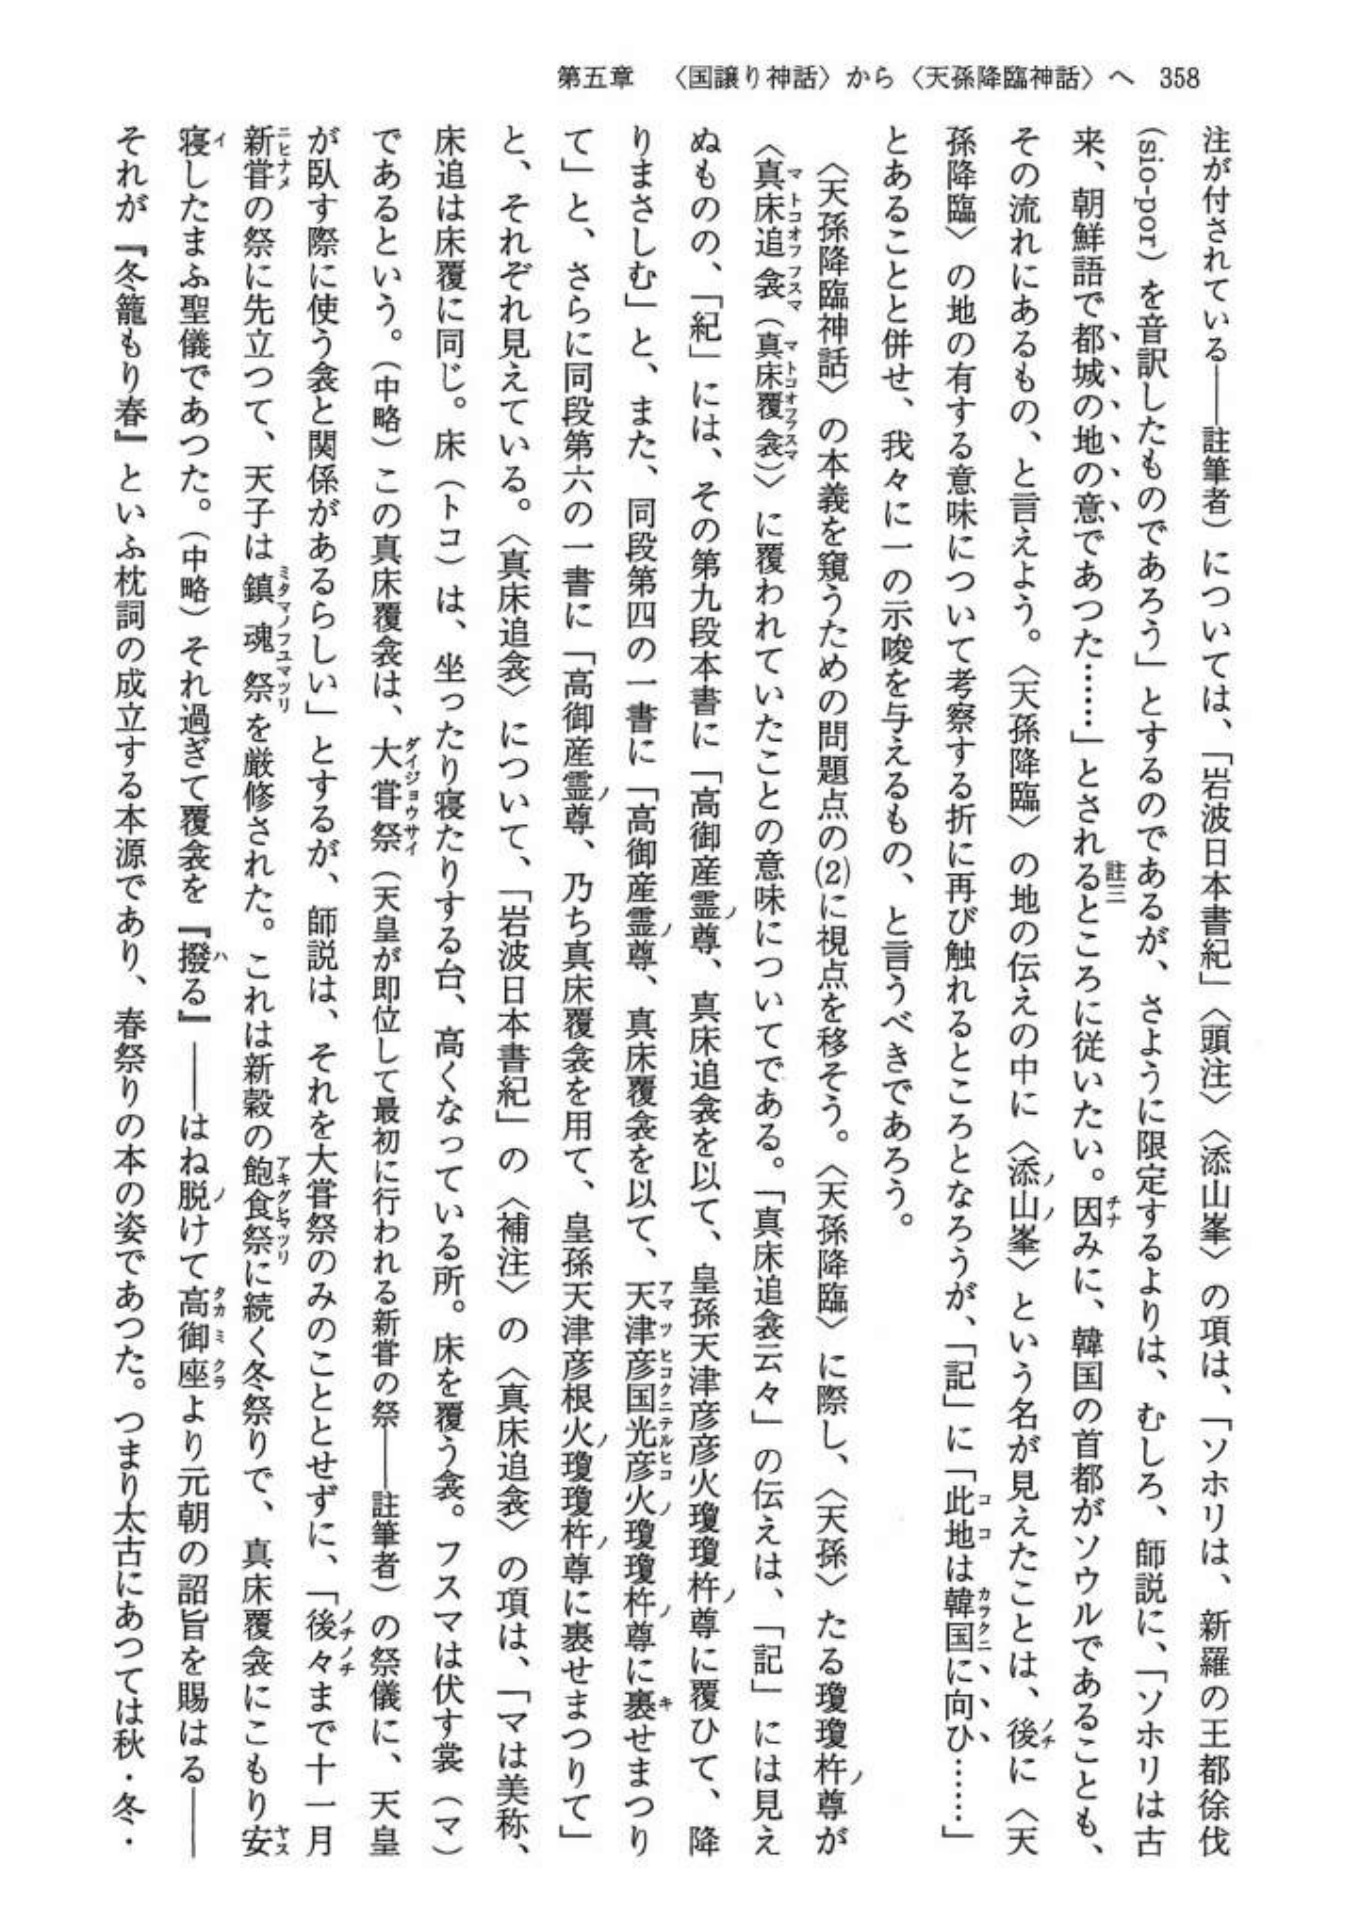 第五章　〈国譲り神話〉から〈天孫降臨神話〉へ　358
注が付されている――註筆者）については、「岩波日本書紀」〈頭注〉〈添山峯〉の項は、「ソホリは、新羅の王都徐伐
（sio-por）を音訳したものであろう」とするのであるが、さように限定するよりは、むしろ、師説に、「ソホリは古
来、朝鮮語で都城の地の意であつた……」とされるところに従いたい。因みに、韓国の首都がソウルであることも、
その流れにあるもの、と言えよう。〈天孫降臨〉の地の伝えの中に〈添山峯〉という名が見えたことは、後に〈天
孫降臨〉の地の有する意味について考察する折に再び触れるところとなろうが、「記」に「此地は韓国に向ひ……」
とあることと併せ、我々に一の示唆を与えるもの、と言うべきであろう。
〈天孫降臨神話〉の本義を窺うための問題点の(2)に視点を移そう。〈天孫降臨〉に際し、〈天孫〉たる瓊瓊杵尊が
〈真床追衾（真床覆衾）〉に覆われていたことの意味についてである。「真床追衾云々」の伝えは、「記」には見え
ぬものの、「紀」には、その第九段本書に「高御産霊尊、真床追衾を以て、皇孫天津彦彦火瓊瓊杵尊に覆ひて、降
りまさしむ」と、また、同段第四の一書に「高御産霊尊、真床覆衾を以て、天津彦国光彦火瓊瓊杵尊に裹せまつり
て」と、さらに同段第六の一書に「高御産霊尊、乃ち真床覆衾を用て、皇孫天津彦根火瓊瓊杵尊に裹せまつりて」
と、それぞれ見えている。〈真床追衾〉について、「岩波日本書紀」の〈補注〉の〈真床追衾〉の項は、「マは美称、
床追は床覆に同じ。床（トコ）は、坐ったり寝たりする台、高くなっている所。床を覆う衾。フスマは伏す裳（マ）
であるという。（中略）この真床覆衾は、大嘗祭（天皇が即位して最初に行われる新嘗の祭――註筆者）の祭儀に、天皇
が臥す際に使う衾と関係があるらしい」とするが、師説は、それを大嘗祭のみのこととせずに、「後々まで十一月
新嘗の祭に先立つて、天子は鎮魂祭を厳修された。これは新穀の飽食祭に続く冬祭りで、真床覆衾にこもり安
寝したまふ聖儀であつた。（中略）それ過ぎて覆衾を『撥る』――はね脱けて高御座より元朝の詔旨を賜はる――
それが『冬籠もり春』といふ枕詞の成立する本源であり、春祭りの本の姿であつた。つまり太古にあつては秋・冬・